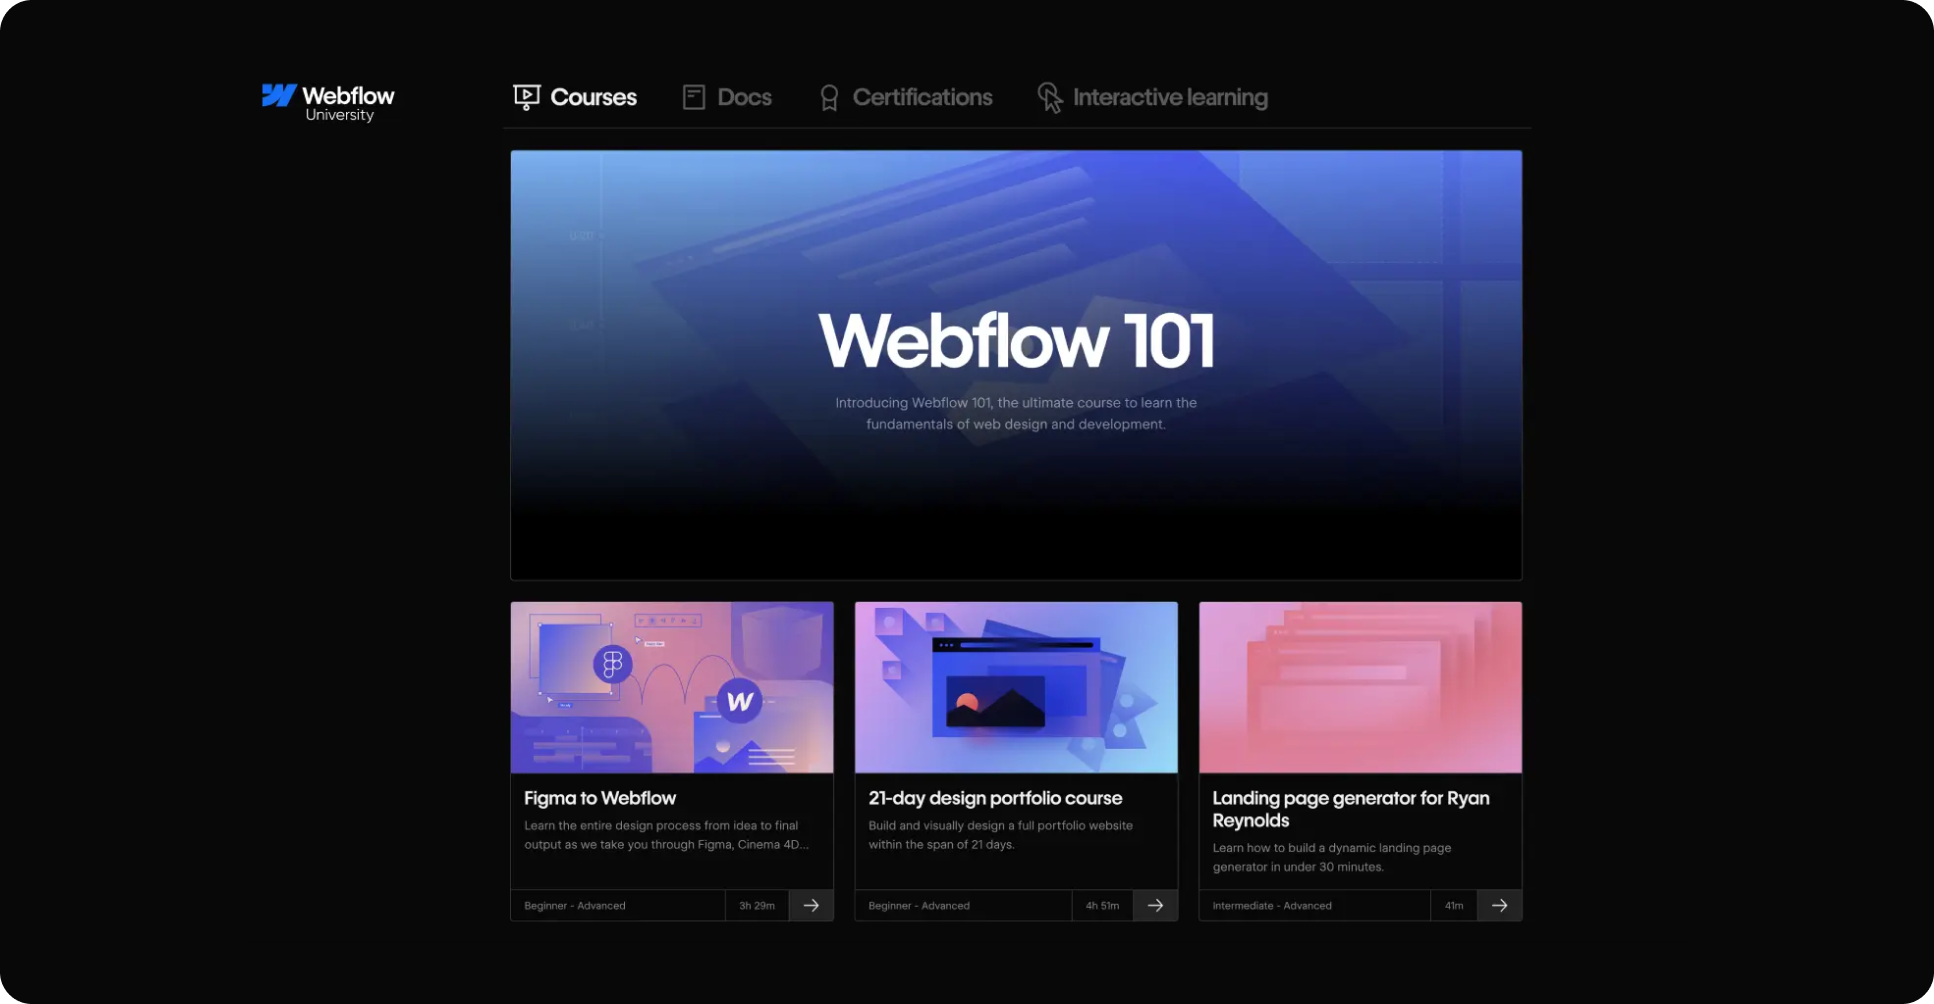 Webflow
University
Courses
Docs
Certifications
Interactive learning
Webflow 101
Introducing Webflow 101, the ultimate course to learn the
fundamentals of web design and development.
Figma to Webflow
Learn the entire design process from idea to final
output as we take you through Figma, Cinema 4D...
Beginner - Advanced
3h 29m
21-day design portfolio course
Build and visually design a full portfolio website
within the span of 21 days.
Beginner - Advanced
4h 51m
Landing page generator for Ryan
Reynolds
Learn how to build a dynamic landing page
generator in under 30 minutes.
Intermediate - Advanced
41m